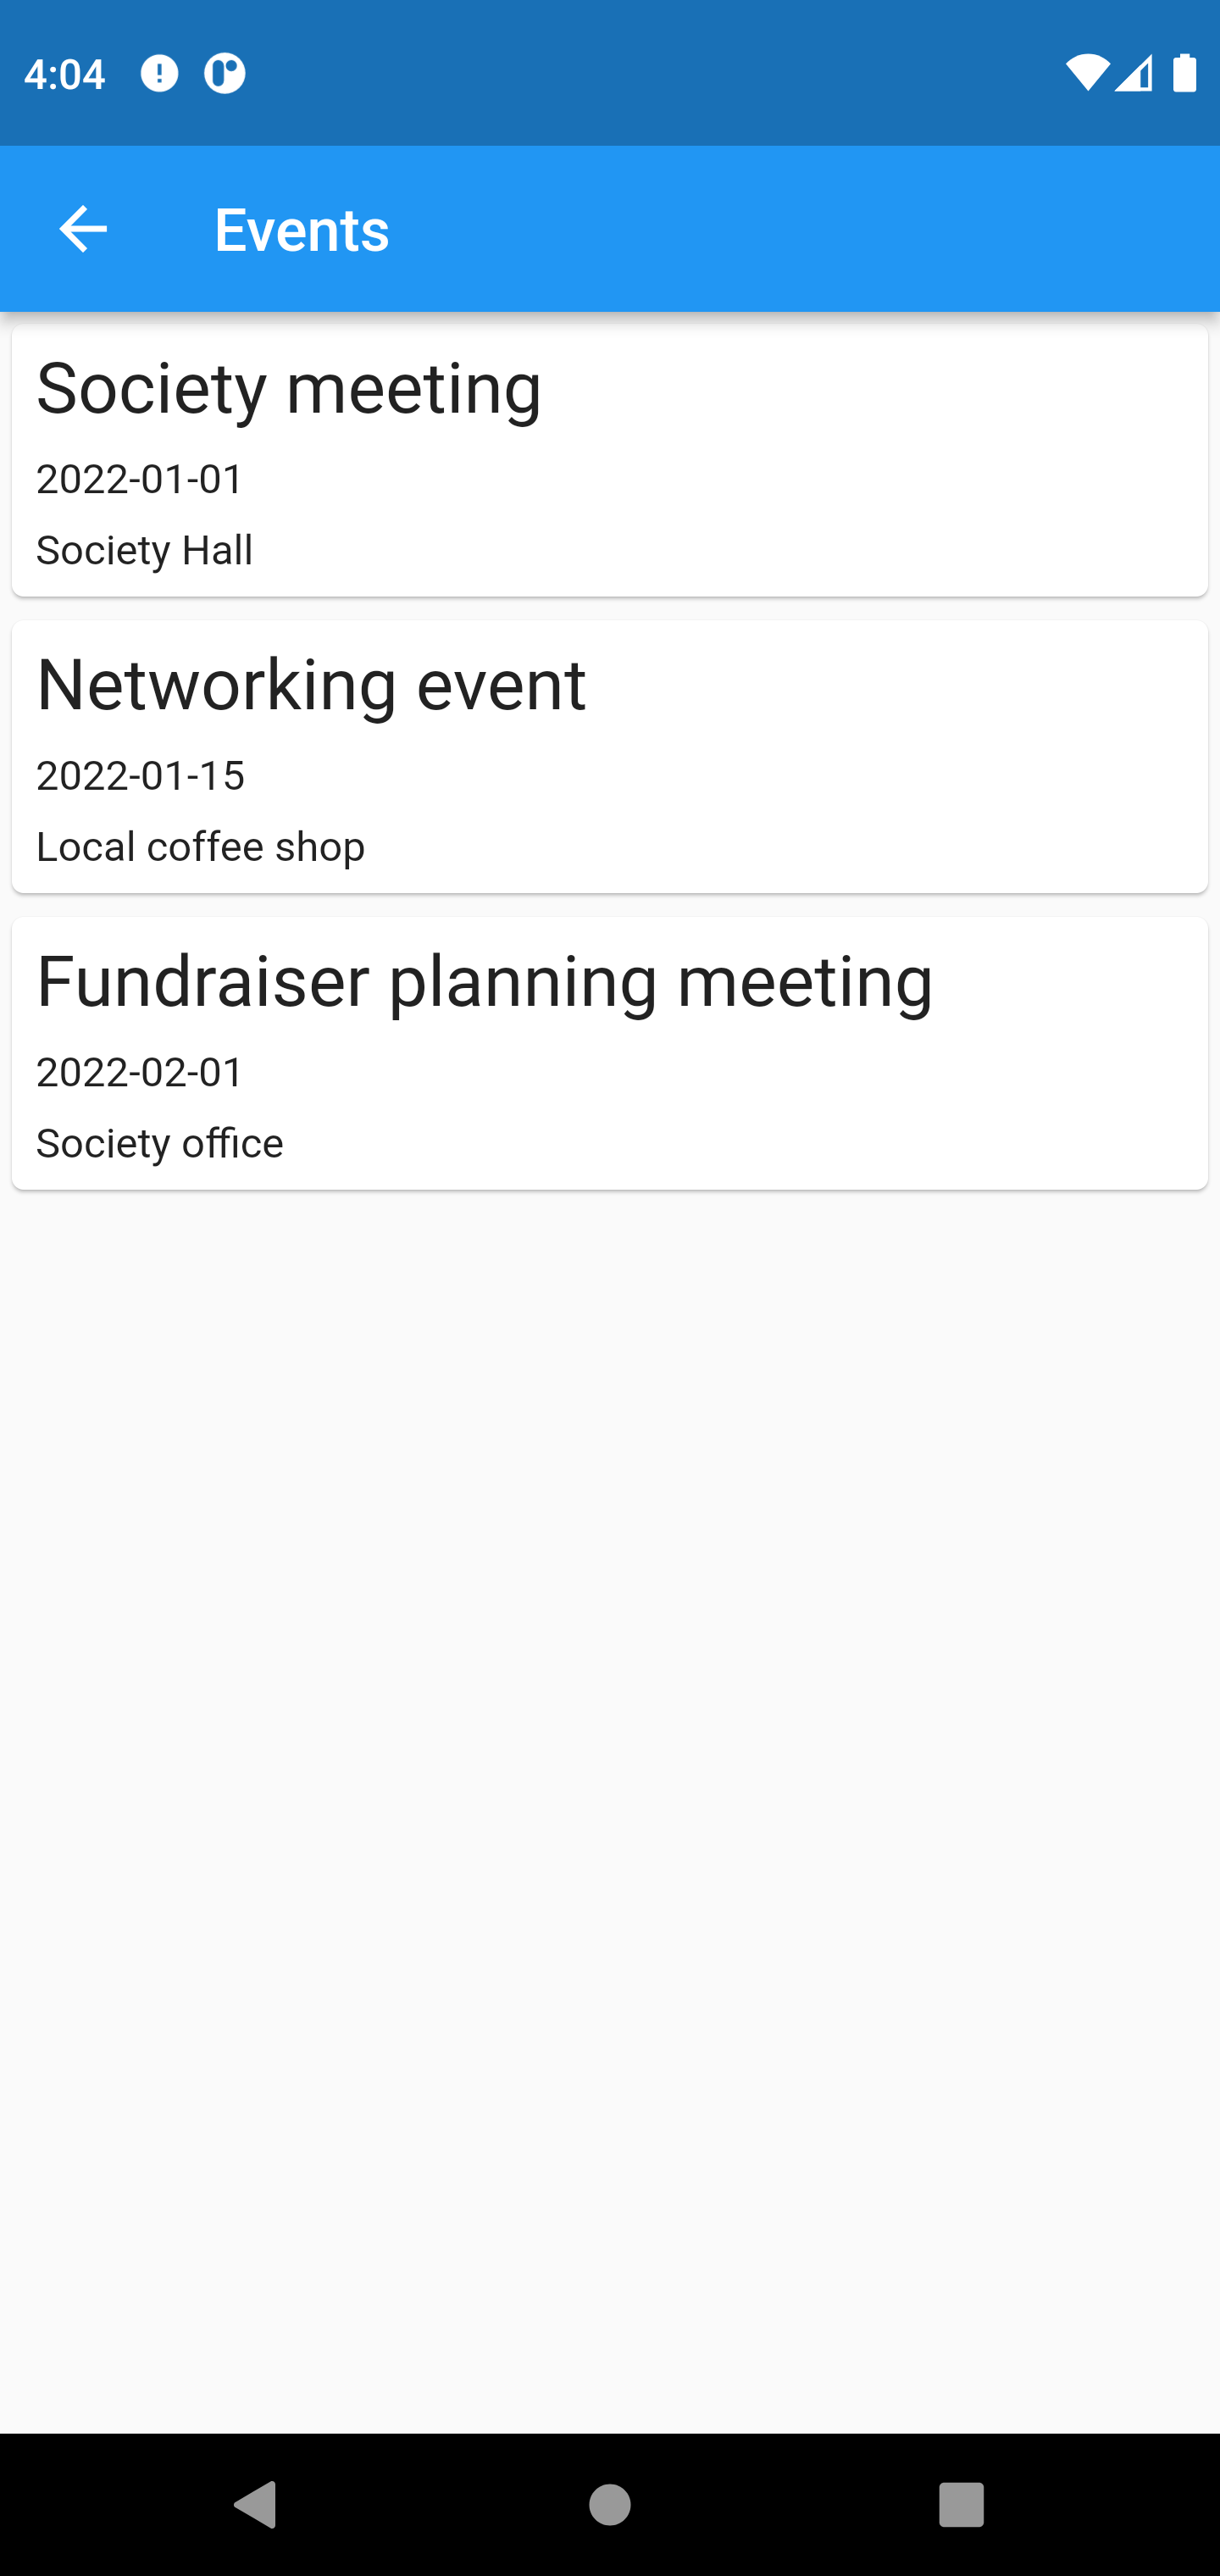 4:04
Events
Society meeting
2022-01-01
Society Hall
Networking event
2022-01-15
Local coffee shop
Fundraiser planning meeting
2022-02-01
Society office